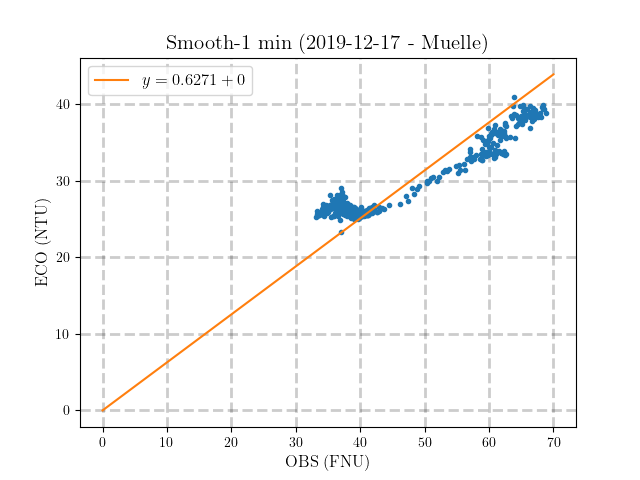 Smooth-1 min (2019-12-17 - Muelle)
y = 0.6271 + 0
ECO (NTU)
40
30
20
10
0
0 10 20 30 40 50 60 70
OBS (FNU)